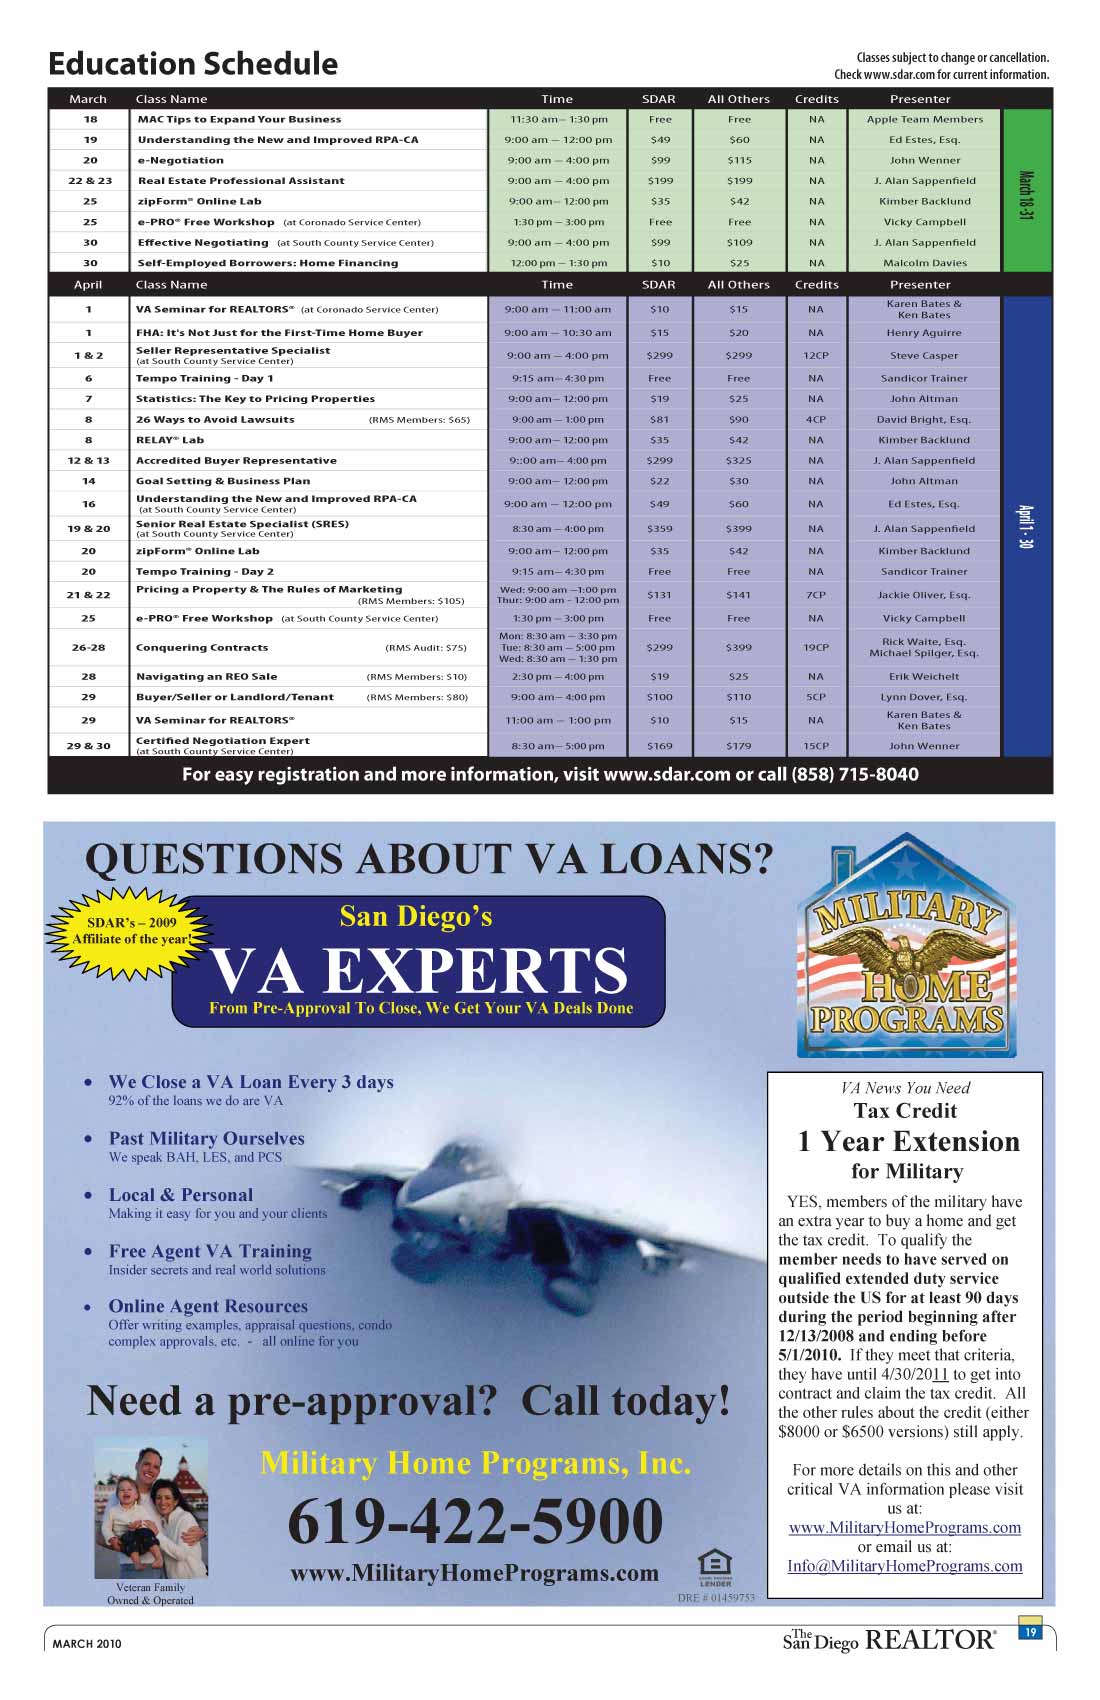 Education Schedule
Classes subject to change or cancellation.
Check www.sdar.com for current information.
March Class Name Time SDAR All Others Credits Presenter
18 MAC Tips to Expand Your Business 11:30 am— 1:30 pm Free Free NA Apple Team Members
19 Understanding the New and Improved RPA-CA 9:00 am — 12:00 pm $49 $60 NA Ed Estes, Esq.
20 e-Negotiation 9:00 am — 4:00 pm $99 $115 NA John Wenner
22 & 23 Real Estate Professional Assistant 9:00 am — 4:00 pm $199 $199 NA J. Alan Sappenfield
25 zipForm® Online Lab 9:00 am— 12:00 pm $35 $42 NA Kimber Backlund
25 e-PRO® Free Workshop (at Coronado Service Center) 1:30 pm — 3:00 pm Free Free NA Vicky Campbell
30 Effective Negotiating (at South County Service Center) 9:00 am — 4:00 pm $99 $109 NA J. Alan Sappenfield
30 Self-Employed Borrowers: Home Financing 12:00 pm — 1:30 pm $10 $25 NA Malcolm Davies
March 18 -31
April Class Name Time SDAR All Others Credits Presenter
1 VA Seminar for REALTORS® (at Coronado Service Center) 9:00 am — 11:00 am $10 $15 NA Karen Bates &
Ken Bates
1 FHA: It's Not Just for the First-Time Home Buyer 9:00 am — 10:30 am $15 $20 NA Henry Aguirre
1 & 2 Seller Representative Specialist 9:00 am — 4:00 pm $299 $299 12CP Steve Casper
(at South County Service Center)
6 Tempo Training - Day 1 9:15 am— 4:30 pm Free Free NA Sandicor Trainer
7 Statistics: The Key to Pricing Properties 9:00 am— 12:00 pm $19 $25 NA John Altman
8 26 Ways to Avoid Lawsuits (RMS Members: $65) 9:00 am — 1:00 pm $81 $90 4CP David Bright, Esq.
8 RELAY® Lab 9:00 am— 12:00 pm $35 $42 NA Kimber Backlund
12 & 13 Accredited Buyer Representative 9::00 am— 4:00 pm $299 $325 NA J. Alan Sappenfield
14 Goal Setting & Business Plan 9:00 am— 12:00 pm $22 $30 NA John Altman
16 Understanding the New and Improved RPA-CA 9:00 am — 12:00 pm $49 $60 NA Ed Estes, Esq.
(at South County Service Center)
19 & 20 Senior Real Estate Specialist (SRES) 8:30 am — 4:00 pm $359 $399 NA J. Alan Sappenfield
(at South County Service Center)
20 zipForm® Online Lab 9:00 am— 12:00 pm $35 $42 NA Kimber Backlund
20 Tempo Training - Day 2 9:15 am— 4:30 pm Free Free NA Sandicor Trainer
21 & 22 Pricing a Property & The Rules of Marketing Wed: 9:00 am —1:00 pm $131 $141 7CP Jackie Oliver, Esq.
(RMS Members: $105) Thur: 9:00 am - 12:00 pm
25 e-PRO® Free Workshop (at South County Service Center) 1:30 pm — 3:00 pm Free Free NA Vicky Campbell
26-28 Conquering Contracts (RMS Audit: $75) Mon: 8:30 am — 3:30 pm $299 $399 19CP Rick Waite, Esq.
Tue: 8:30 am — 5:00 pm Michael Spilger, Esq.
Wed: 8:30 am — 1:30 pm
28 Navigating an REO Sale (RMS Members: $10) 2:30 pm — 4:00 pm $19 $25 NA Erik Weichelt
29 Buyer/Seller or Landlord/Tenant (RMS Members: $80) 9:00 am— 4:00 pm $100 $110 5CP Lynn Dover, Esq.
29 VA Seminar for REALTORS® 11:00 am — 1:00 pm $10 $15 NA Karen Bates &
Ken Bates
29 & 30 Certified Negotiation Expert 8:30 am— 5:00 pm $169 $179 15CP John Wenner
(at South County Service Center)
April 1 - 30
For easy registration and more information, visit www.sdar.com or call (858) 715-8040
QUESTIONS ABOUT VA LOANS?
SDAR's – 2009
Affiliate of the year!
San Diego's
VA EXPERTS
From Pre-Approval To Close, We Get Your VA Deals Done
MILITARY
HOME
PROGRAMS
• We Close a VA Loan Every 3 days
92% of the loans we do are VA
• Past Military Ourselves
We speak BAH, LES, and PCS
• Local & Personal
Making it easy for you and your clients
• Free Agent VA Training
Insider secrets and real world solutions
• Online Agent Resources
Offer writing examples, appraisal questions, condo
complex approvals, etc. - all online for you
Need a pre-approval? Call today!
Military Home Programs, Inc.
619-422-5900
www.MilitaryHomePrograms.com
Veteran Family
Owned & Operated
EQUAL HOUSING
LENDER
DRE # 01459753
VA News You Need
Tax Credit
1 Year Extension
for Military
YES, members of the military have
an extra year to buy a home and get
the tax credit. To qualify the
member needs to have served on
qualified extended duty service
outside the US for at least 90 days
during the period beginning after
12/13/2008 and ending before
5/1/2010. If they meet that criteria,
they have until 4/30/2011 to get into
contract and claim the tax credit. All
the other rules about the credit (either
$8000 or $6500 versions) still apply.
For more details on this and other
critical VA information please visit
us at:
www.MilitaryHomePrograms.com
or email us at:
Info@MilitaryHomePrograms.com
MARCH 2010
The San Diego REALTOR®
19